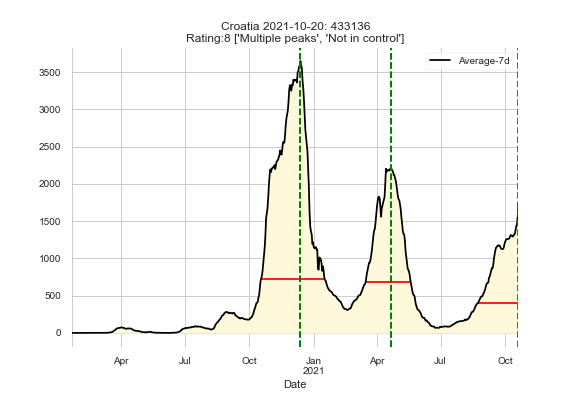 Croatia 2021-10-20: 433136
Rating:8 ['Multiple peaks', 'Not in control']
Average-7d
3500
3000
2500
2000
1500
1000
500
0
Apr Jul Oct Jan Apr Jul Oct
2021
Date